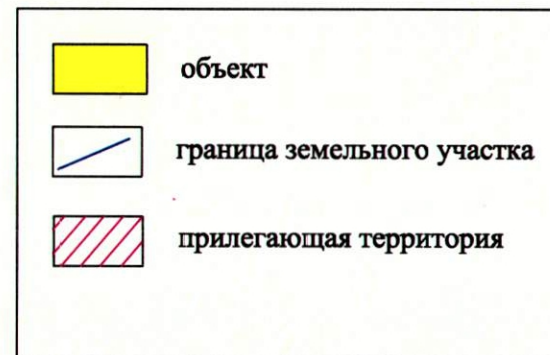 объект
граница земельного участка
прилегающая территория